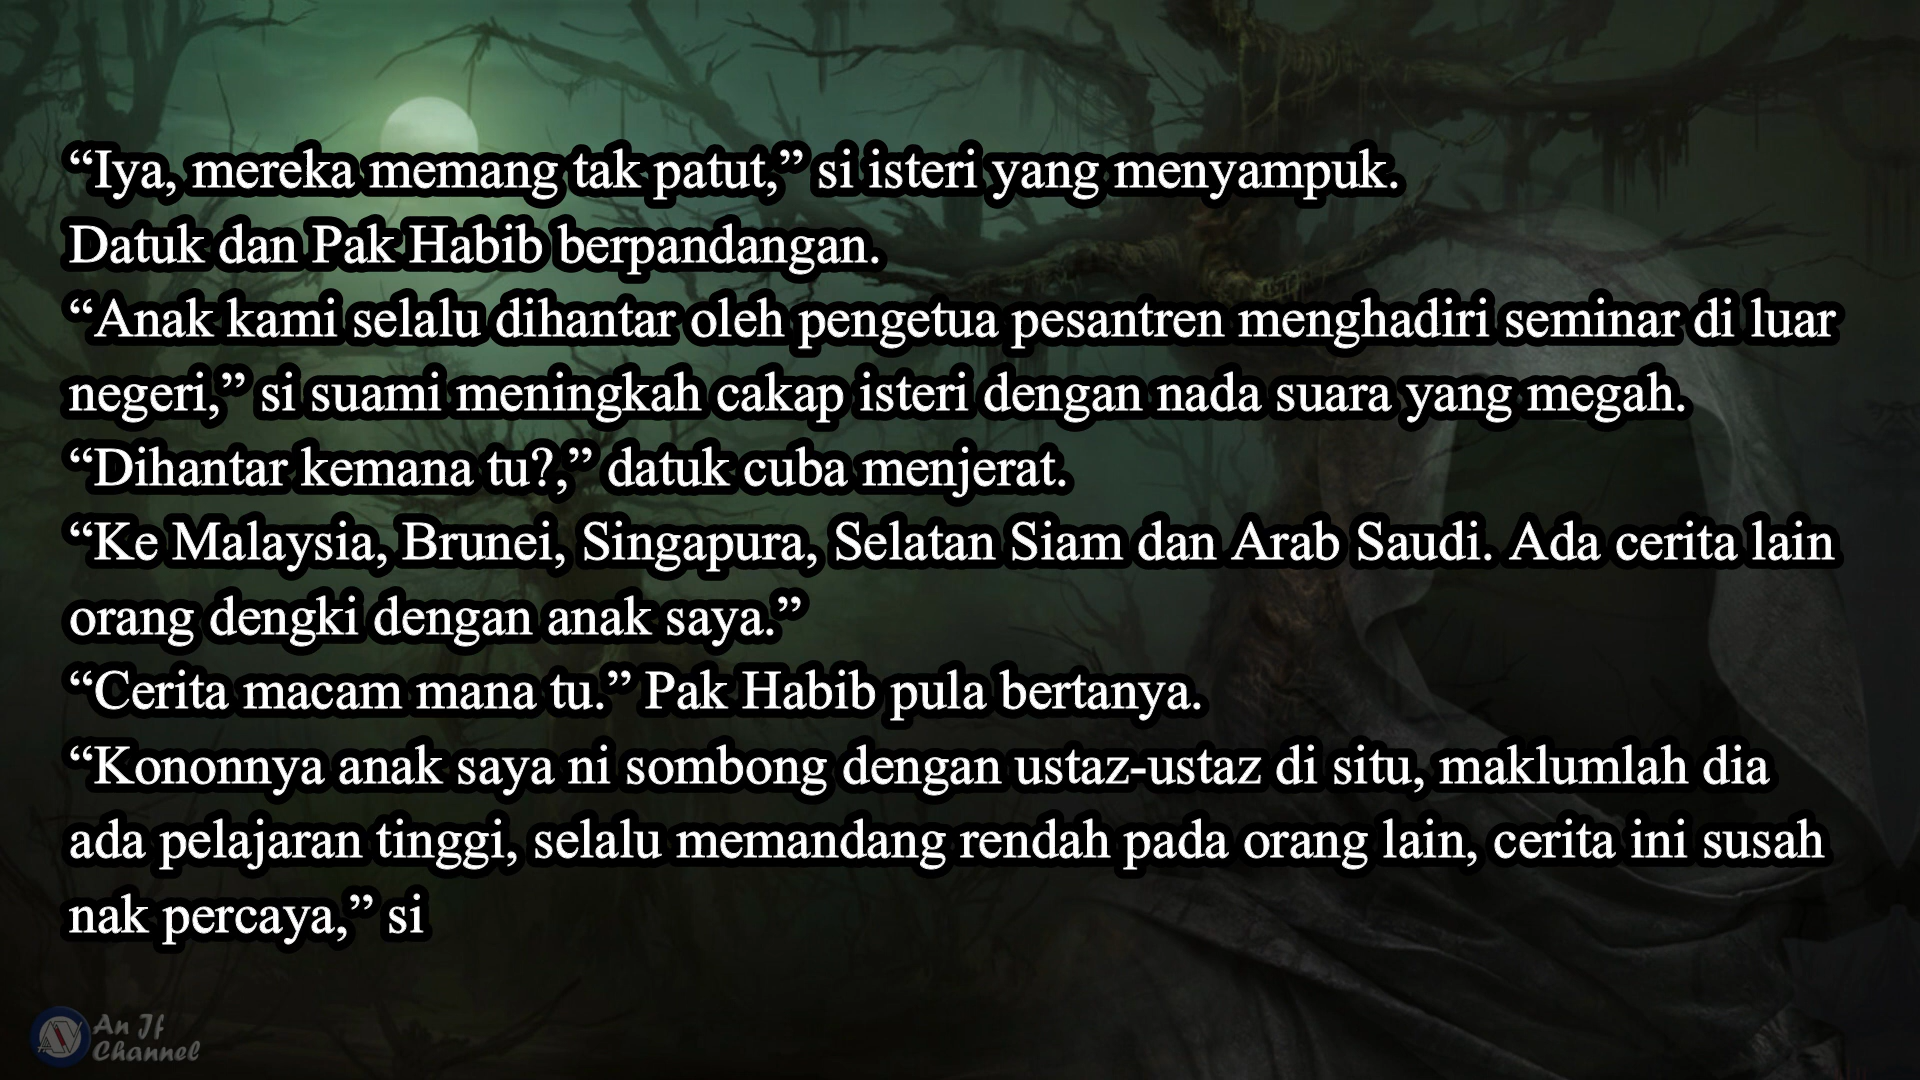 “Iya, mereka memang tak patut,” si isteri yang menyampuk.
Datuk dan Pak Habib berpandangan.
“Anak kami selalu dihantar oleh pengetua pesantren menghadiri seminar di luar
negeri,” si suami meningkah cakap isteri dengan nada suara yang megah.
“Dihantar kemana tu?,” datuk cuba menjerat.
“Ke Malaysia, Brunei, Singapura, Selatan Siam dan Arab Saudi. Ada cerita lain
orang dengki dengan anak saya.”
“Cerita macam mana tu.” Pak Habib pula bertanya.
“Kononnya anak saya ni sombong dengan ustaz-ustaz di situ, maklumlah dia
ada pelajaran tinggi, selalu memandang rendah pada orang lain, cerita ini susah
nak percaya,” si
An Jf
Channel